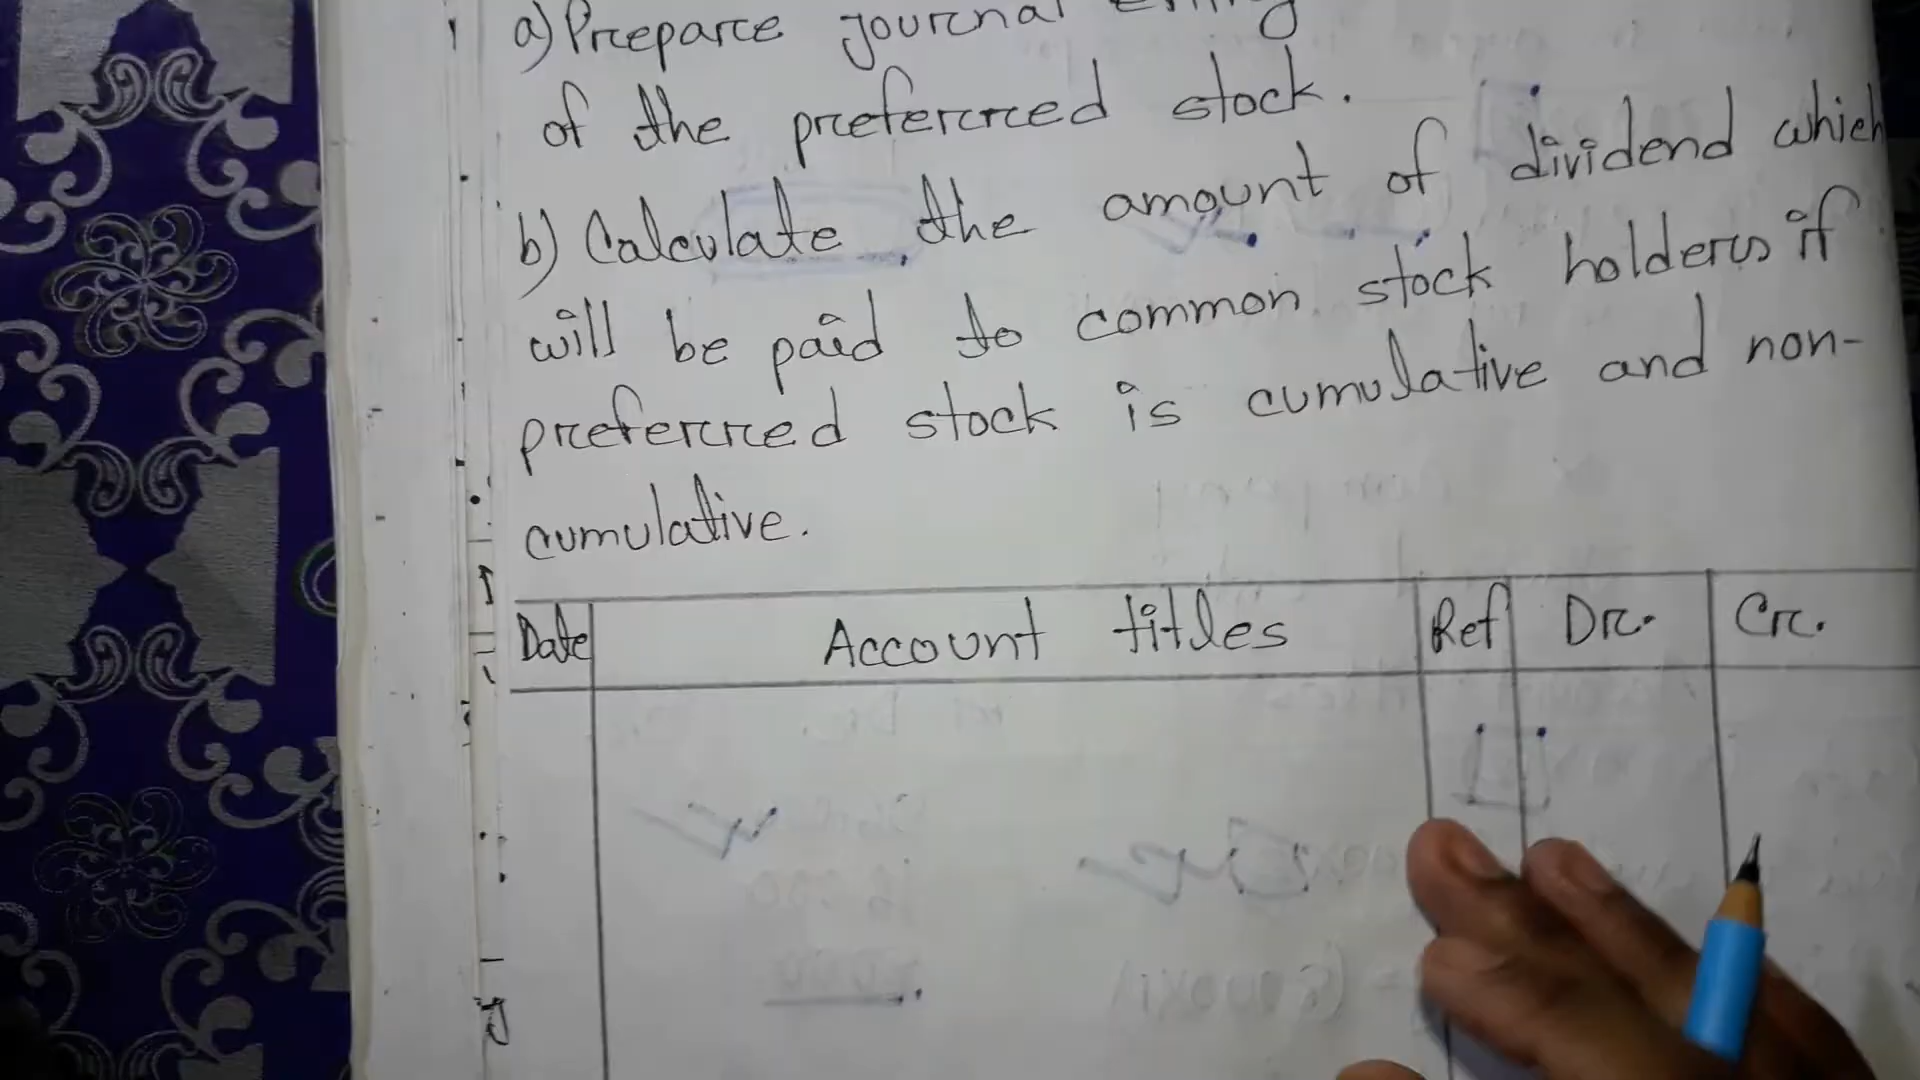 a) Prepare journal
of the preferred stock.
b) Calculate the amount of dividend which
will be paid to common stock holders if
preferred stock is cumulative and non-
cumulative.
Date Account titles Ref Dr. Cr.